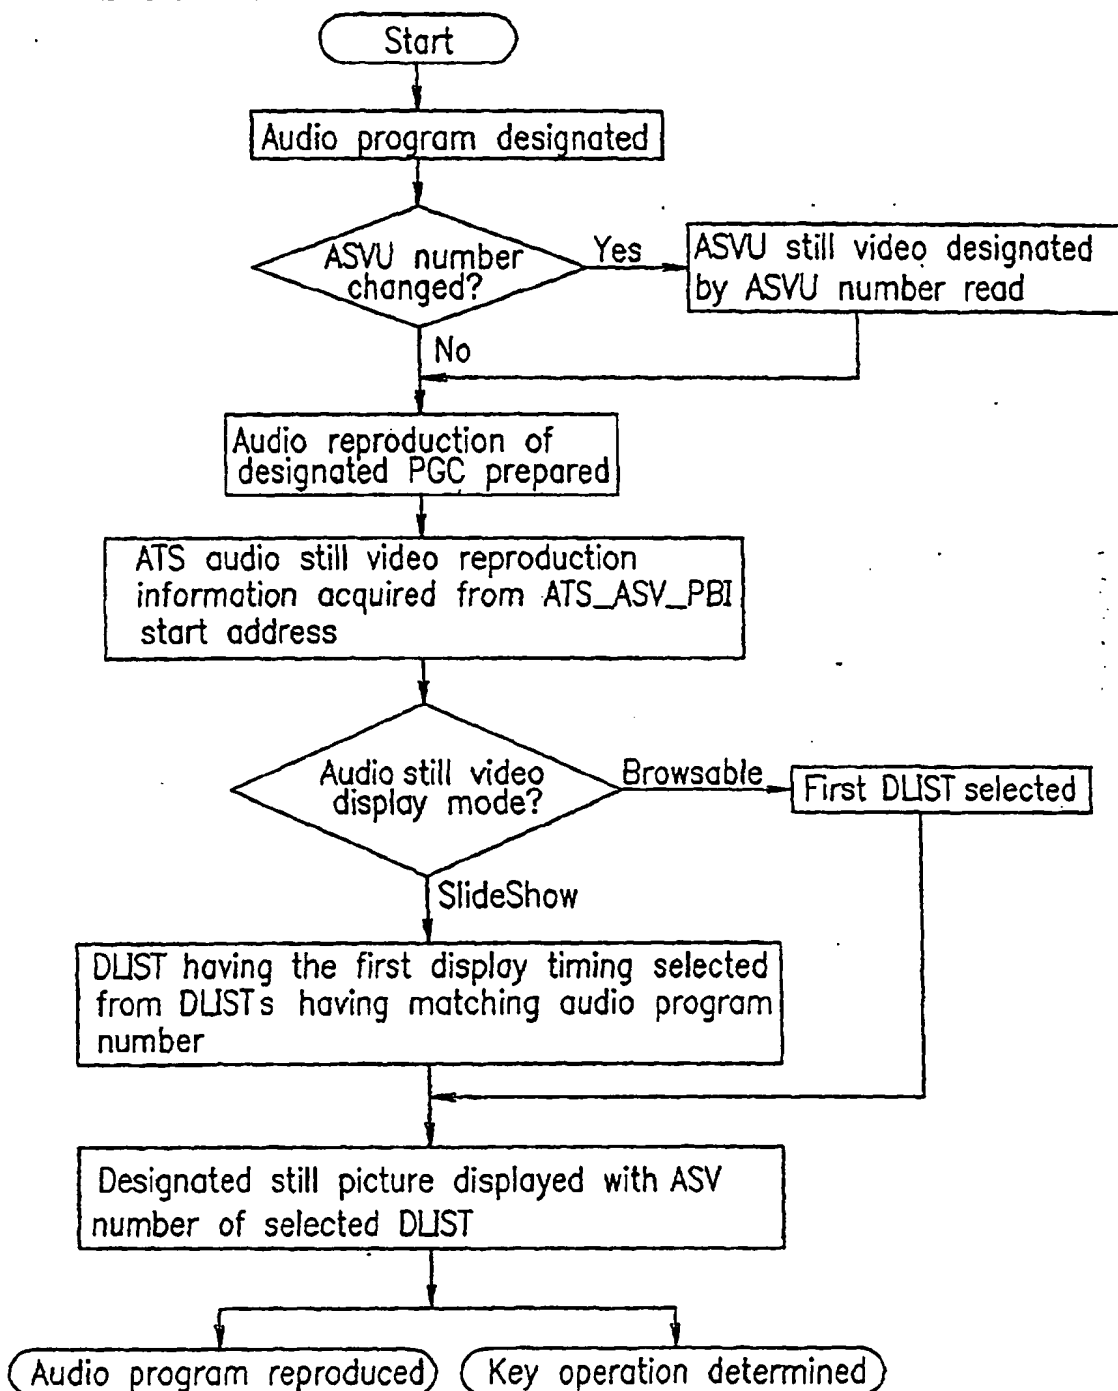 Start
Audio program designated
ASVU number
changed?
Yes
ASVU still video designated
by ASVU number read
No
Audio reproduction of
designated PGC prepared
ATS audio still video reproduction
information acquired from ATS_ASV_PBI
start address
Audio still video
display mode?
Browsable
First DLIST selected
SlideShow
DLIST having the first display timing selected
from DLISTs having matching audio program
number
Designated still picture displayed with ASV
number of selected DLIST
Audio program reproduced
Key operation determined